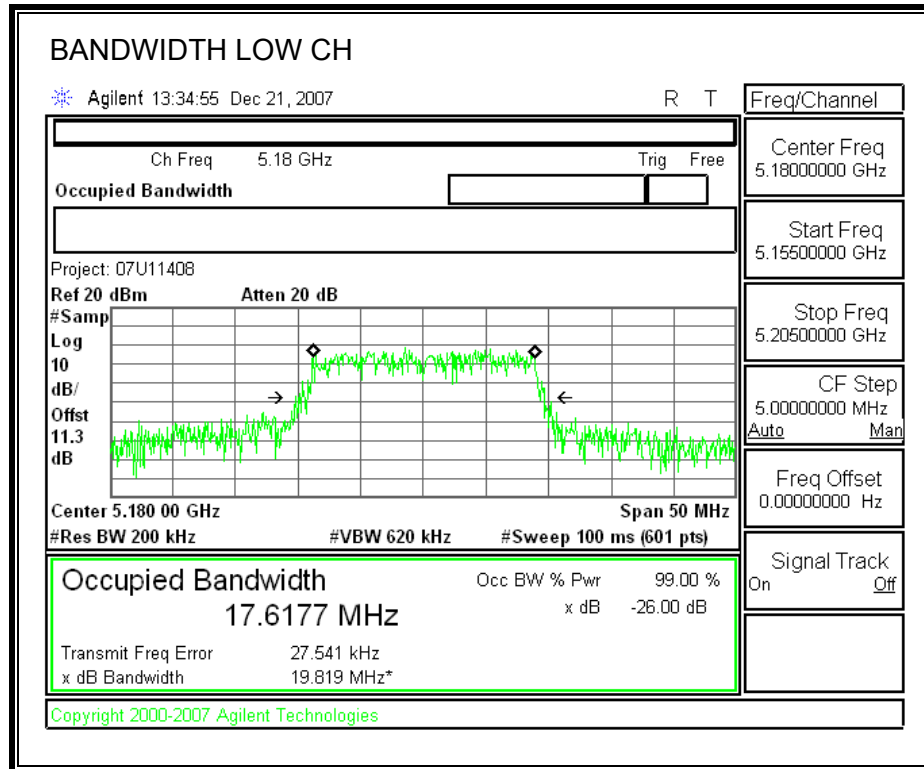 BANDWIDTH LOW CH
Agilent 13:34:55 Dec 21, 2007 R T
Freq/Channel
Ch Freq 5.18 GHz Trig Free
Occupied Bandwidth
Center Freq
5.18000000 GHz
Start Freq
5.15500000 GHz
Stop Freq
5.20500000 GHz
CF Step
5.00000000 MHz
Auto Man
Freq Offset
0.00000000 Hz
Signal Track
On Off
Project: 07U11408
Ref 20 dBm Atten 20 dB
#Samp
Log
10
dB/
Offst
11.3
dB
Center 5.180 00 GHz Span 50 MHz
#Res BW 200 kHz #VBW 620 kHz #Sweep 100 ms (601 pts)
Occupied Bandwidth Occ BW % Pwr 99.00 %
17.6177 MHz x dB -26.00 dB
Transmit Freq Error 27.541 kHz
x dB Bandwidth 19.819 MHz*
Copyright 2000-2007 Agilent Technologies